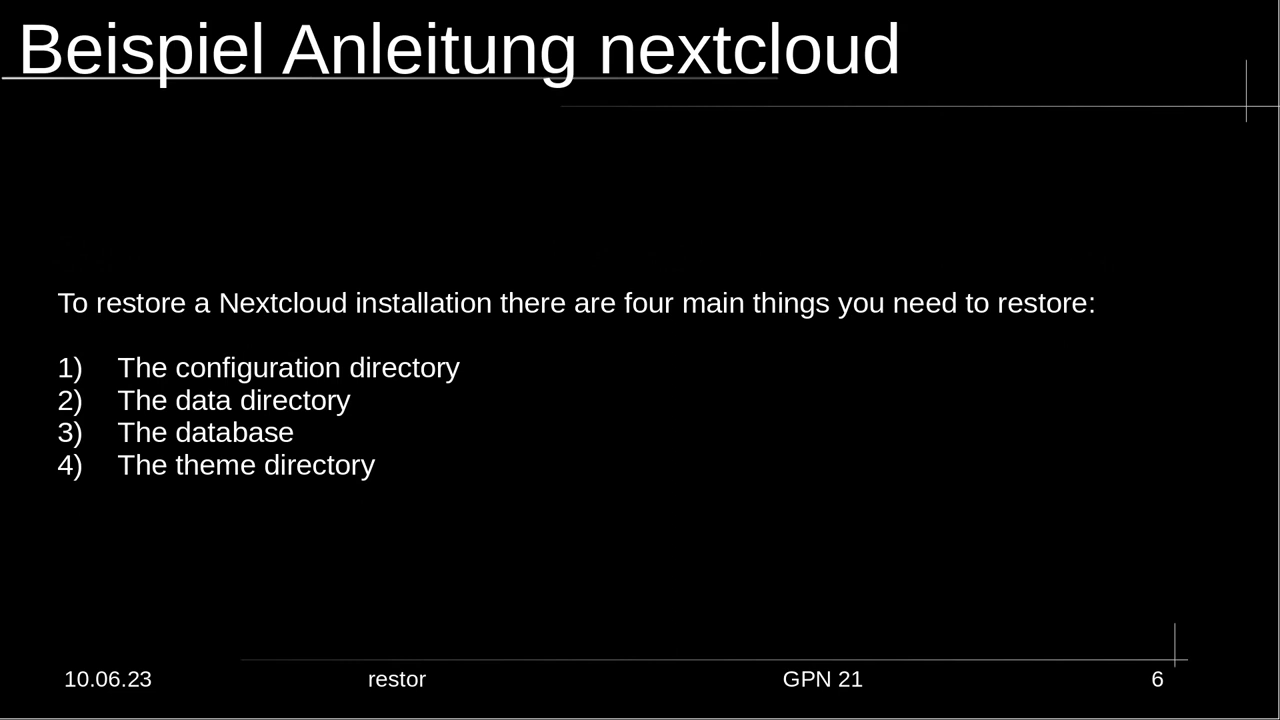 Beispiel Anleitung nextcloud
To restore a Nextcloud installation there are four main things you need to restore:
1) The configuration directory
2) The data directory
3) The database
4) The theme directory
10.06.23 restor GPN 21 6